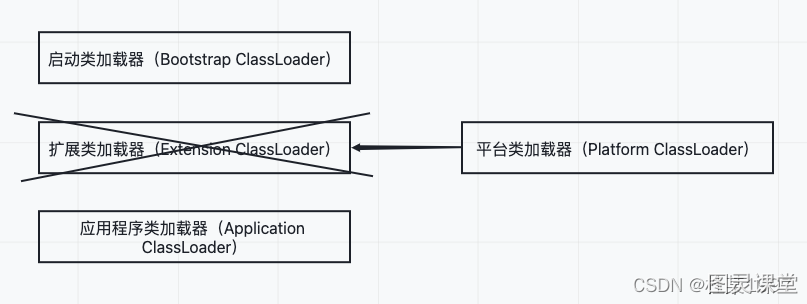 启动类加载器（Bootstrap ClassLoader）
扩展类加载器（Extension ClassLoader）
平台类加载器（Platform ClassLoader）
应用程序类加载器（Application
ClassLoader）
CSDN @图灵课堂